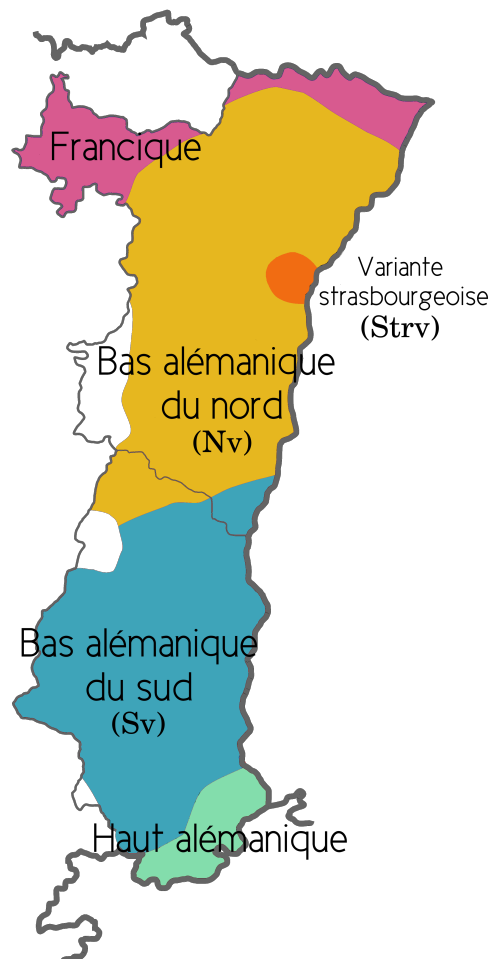 Francique
Variante
strasbourgeoise
(Strv)
Bas alémanique
du nord
(Nv)
Bas alémanique
du sud
(Sv)
Haut alémanique